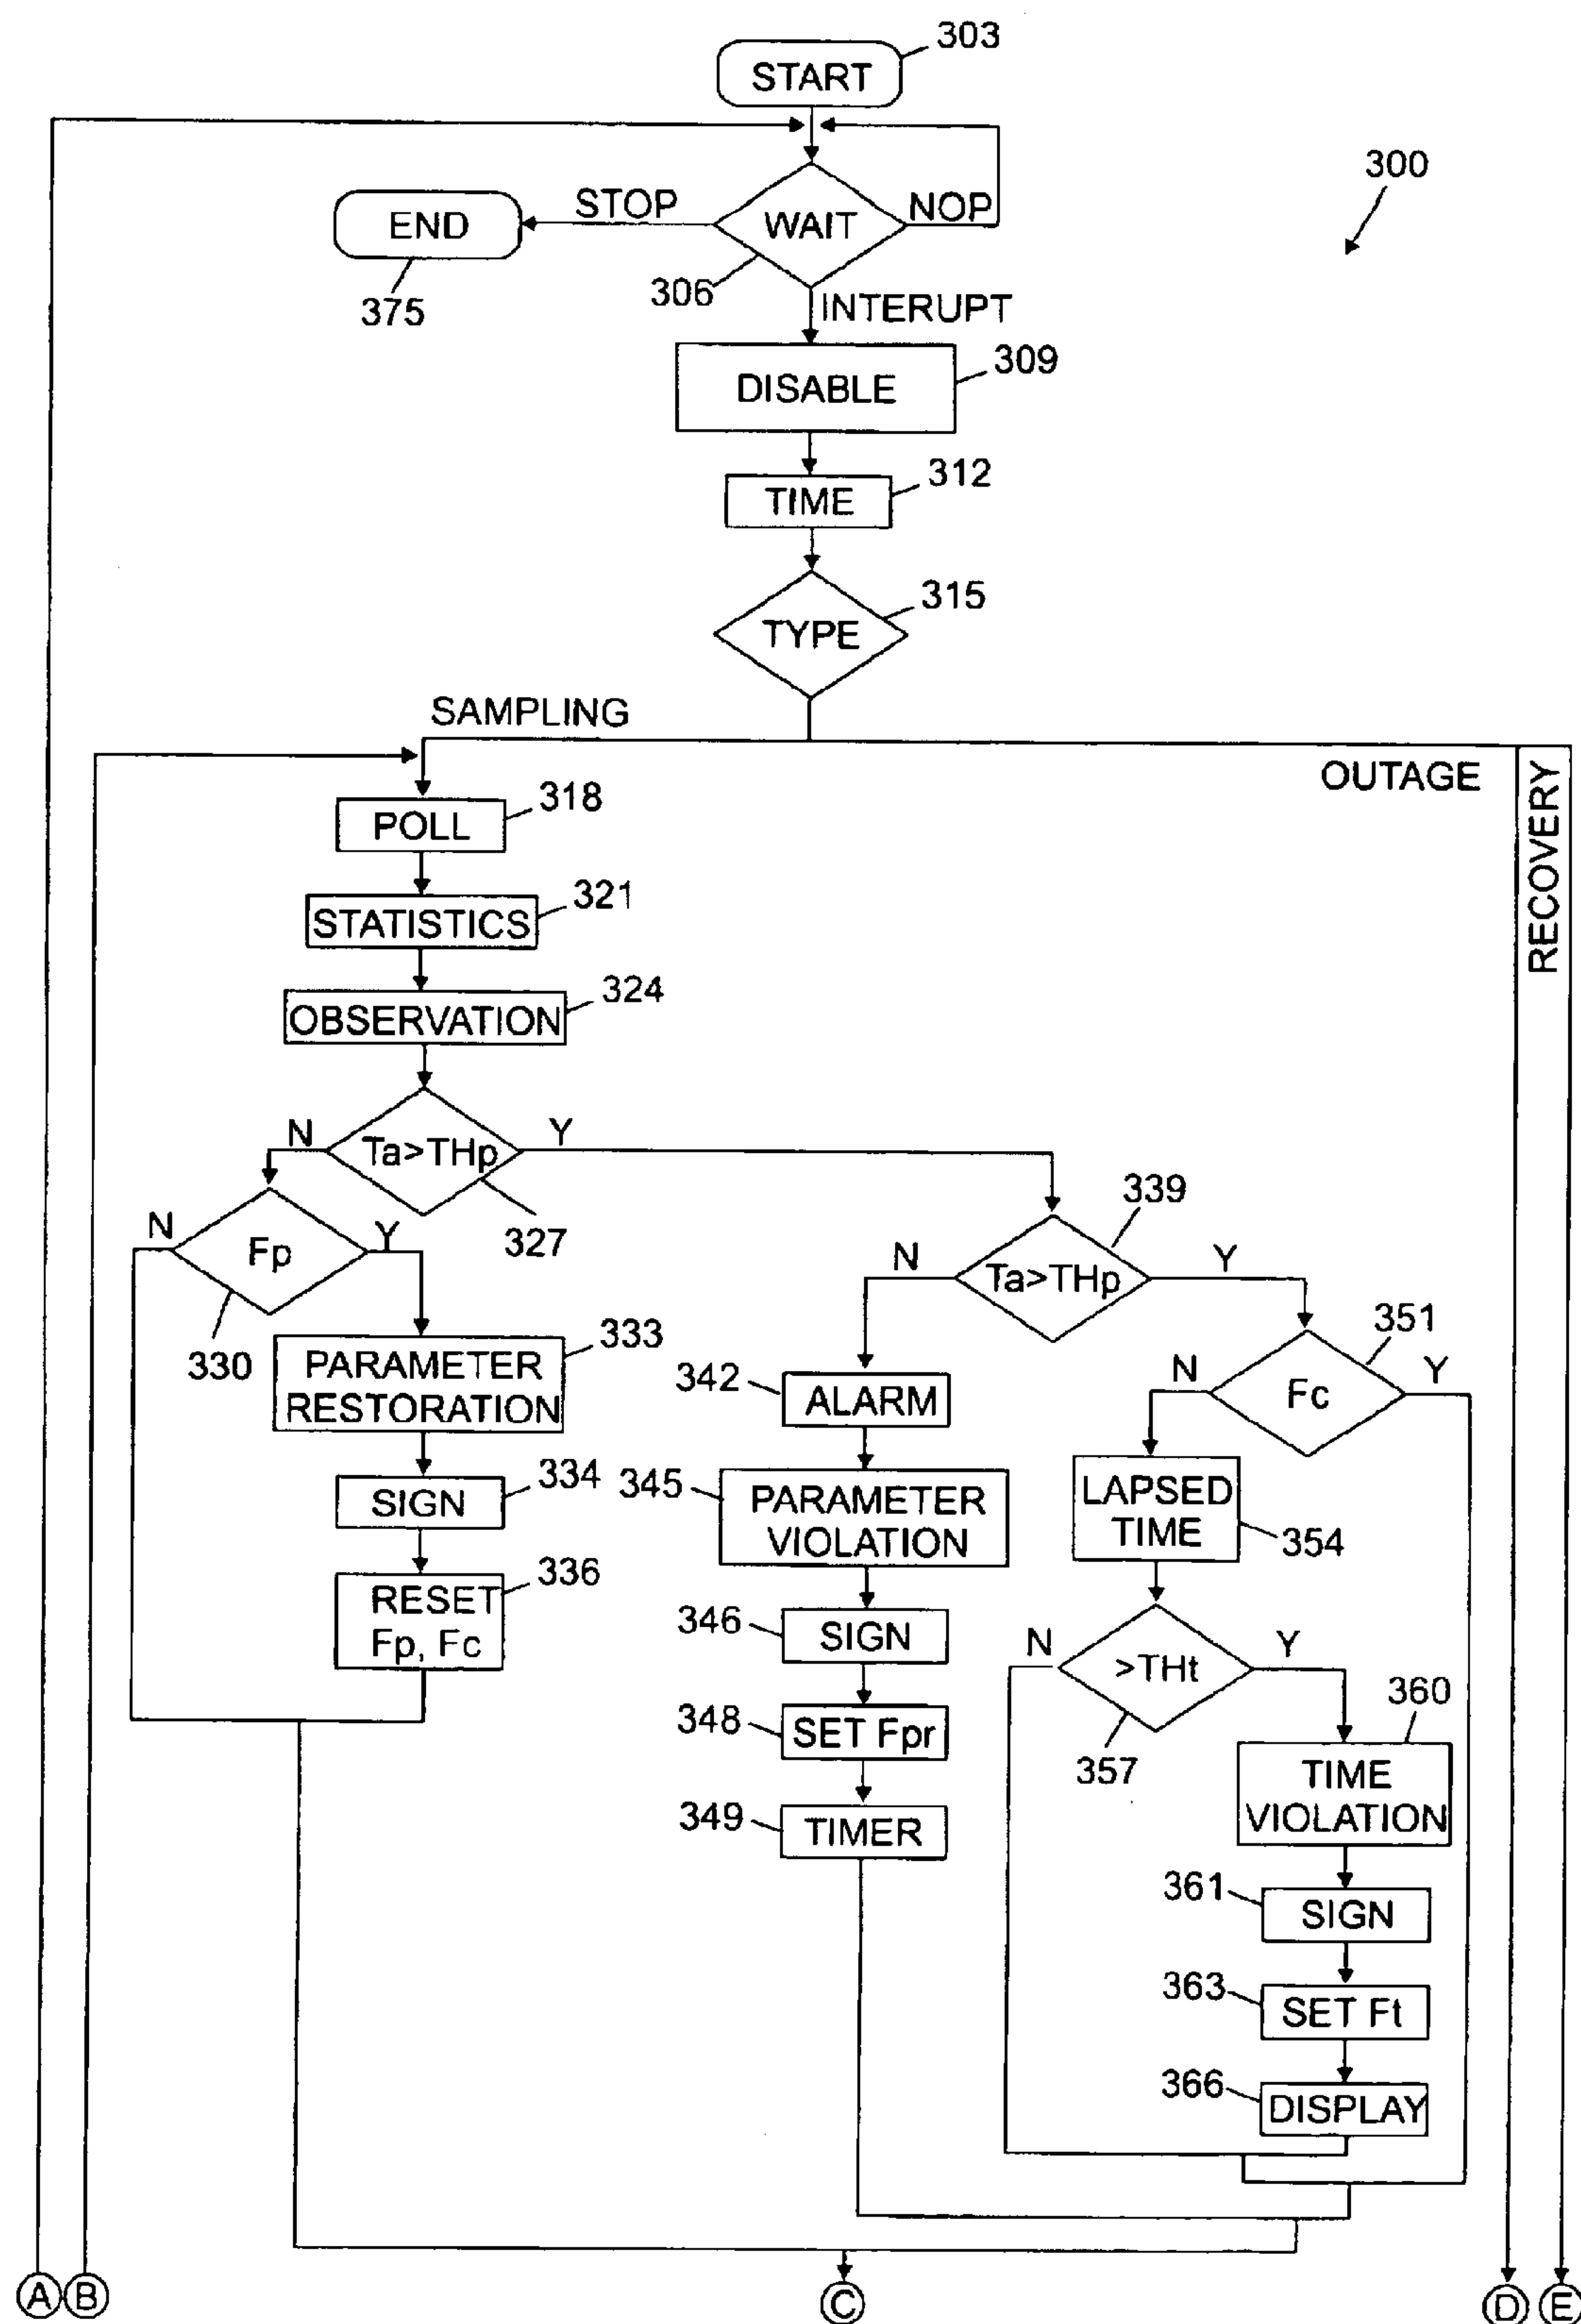 303
START
300
STOP
NOP
END
WAIT
306
375
INTERUPT
309
DISABLE
312
TIME
315
TYPE
SAMPLING
OUTAGE
RECOVERY
318
POLL
321
STATISTICS
324
OBSERVATION
N
Ta>THp
Y
327
339
N
Fp
Y
330
N
Ta>THp
Y
333
PARAMETER
RESTORATION
351
N
Fc
Y
342
ALARM
334
SIGN
345
PARAMETER
VIOLATION
LAPSED
TIME
354
336
RESET
Fp, Fc
346
SIGN
N
>THt
Y
357
360
348
SET Fpr
TIME
VIOLATION
349
TIMER
361
SIGN
363
SET Ft
366
DISPLAY
A
B
C
D
E